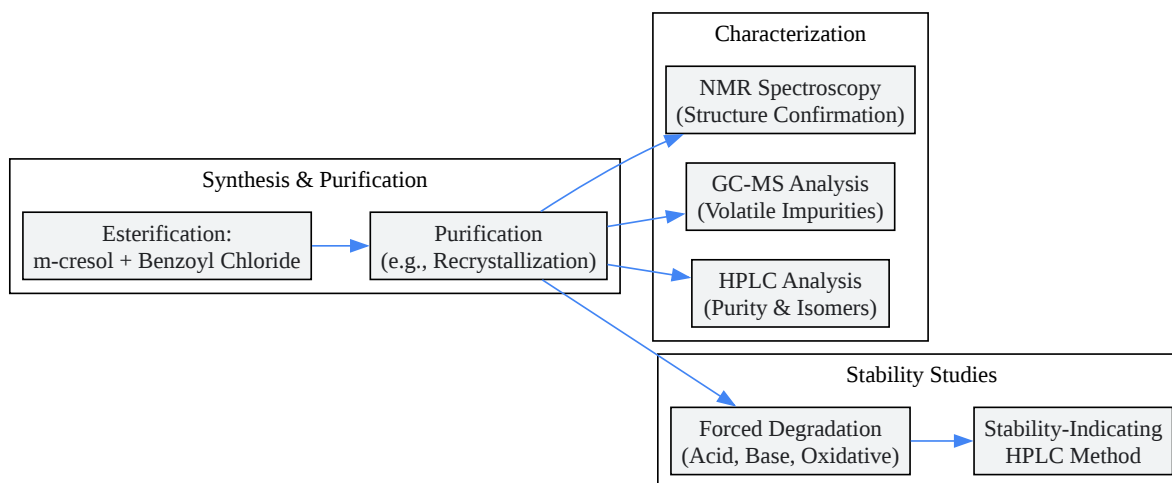 Synthesis & Purification
Esterification:
m-cresol + Benzoyl Chloride
Purification
(e.g., Recrystallization)
Characterization
NMR Spectroscopy
(Structure Confirmation)
GC-MS Analysis
(Volatile Impurities)
HPLC Analysis
(Purity & Isomers)
Stability Studies
Forced Degradation
(Acid, Base, Oxidative)
Stability-Indicating
HPLC Method